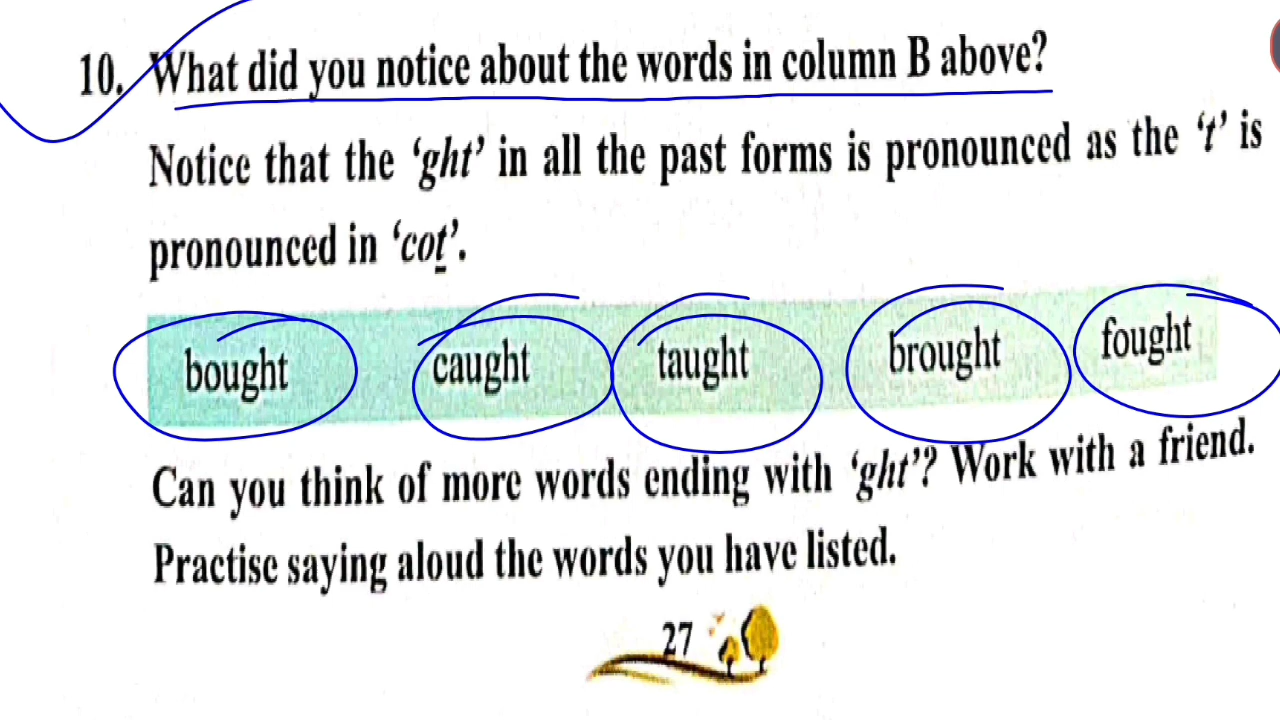 10. What did you notice about the words in column B above?
Notice that the ‘ght’ in all the past forms is pronounced as the ‘t’ is
pronounced in ‘cot’.
bought caught taught brought fought
Can you think of more words ending with ‘ght’? Work with a friend.
Practise saying aloud the words you have listed.
27